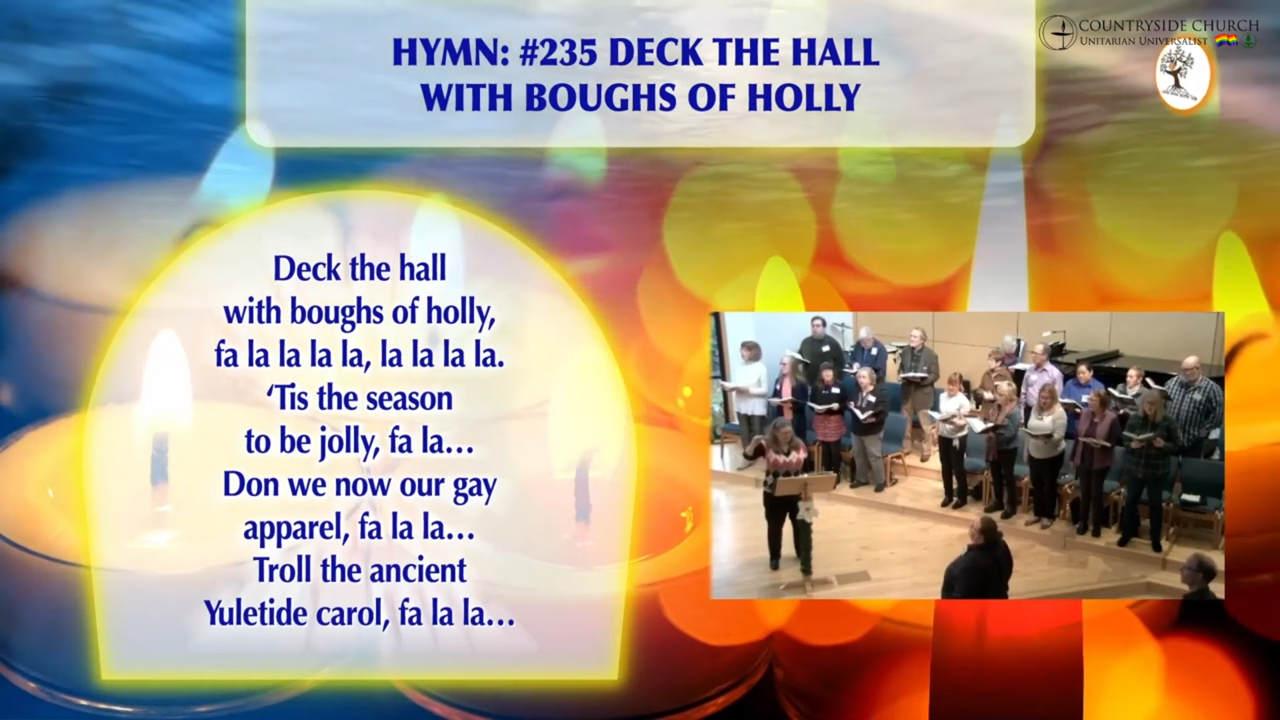 HYMN: #235 DECK THE HALL
WITH BOUGHS OF HOLLY
COUNTRYSIDE CHURCH
UNITARIAN UNIVERSALIST
Deck the hall
with boughs of holly,
fa la la la la, la la la la.
‘Tis the season
to be jolly, fa la...
Don we now our gay
apparel, fa la la...
Troll the ancient
Yuletide carol, fa la la...